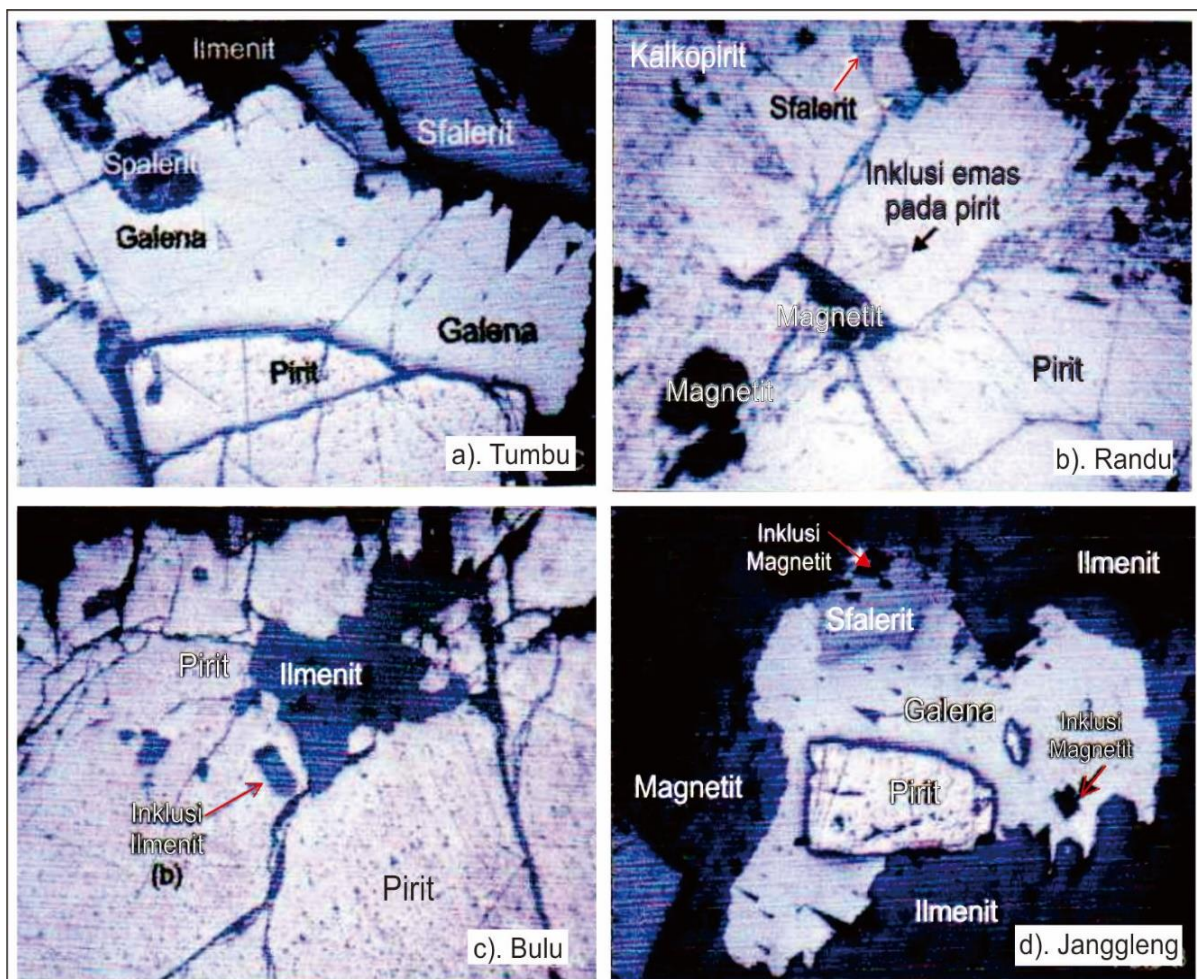 Ilmenit
Sfalerit
Spalerit
Galena
Galena
Pirit
a). Tumbu
Kalkopirit
Sfalerit
Inklusi emas
pada pirit
Magnetit
Magnetit
Pirit
b). Randu
Pirit
Ilmenit
Inklusi
Ilmenit
(b)
Pirit
c). Bulu
Inklusi
Magnetit
Ilmenit
Sfalerit
Galena
Inklusi
Magnetit
Magnetit
Pirit
Ilmenit
d). Janggleng